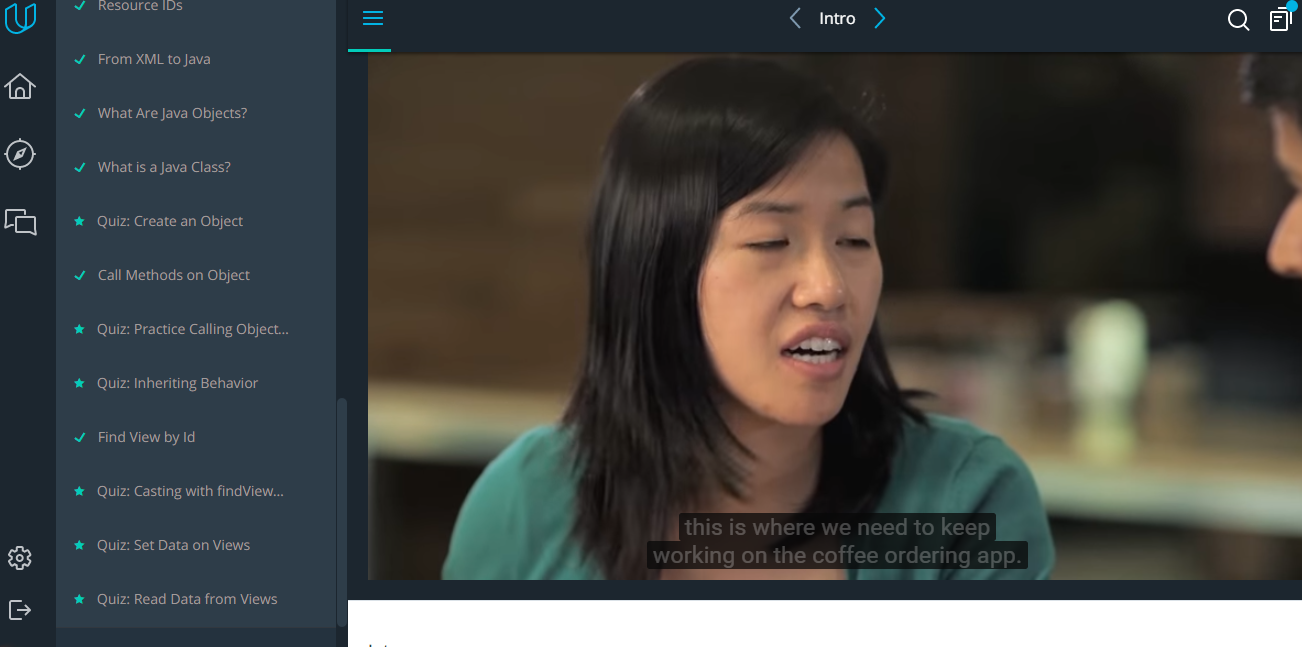 Resource IDs
From XML to Java
What Are Java Objects?
What is a Java Class?
Quiz: Create an Object
Call Methods on Object
Quiz: Practice Calling Object...
Quiz: Inheriting Behavior
Find View by Id
Quiz: Casting with findView...
Quiz: Set Data on Views
Quiz: Read Data from Views
Intro
this is where we need to keep
working on the coffee ordering app.